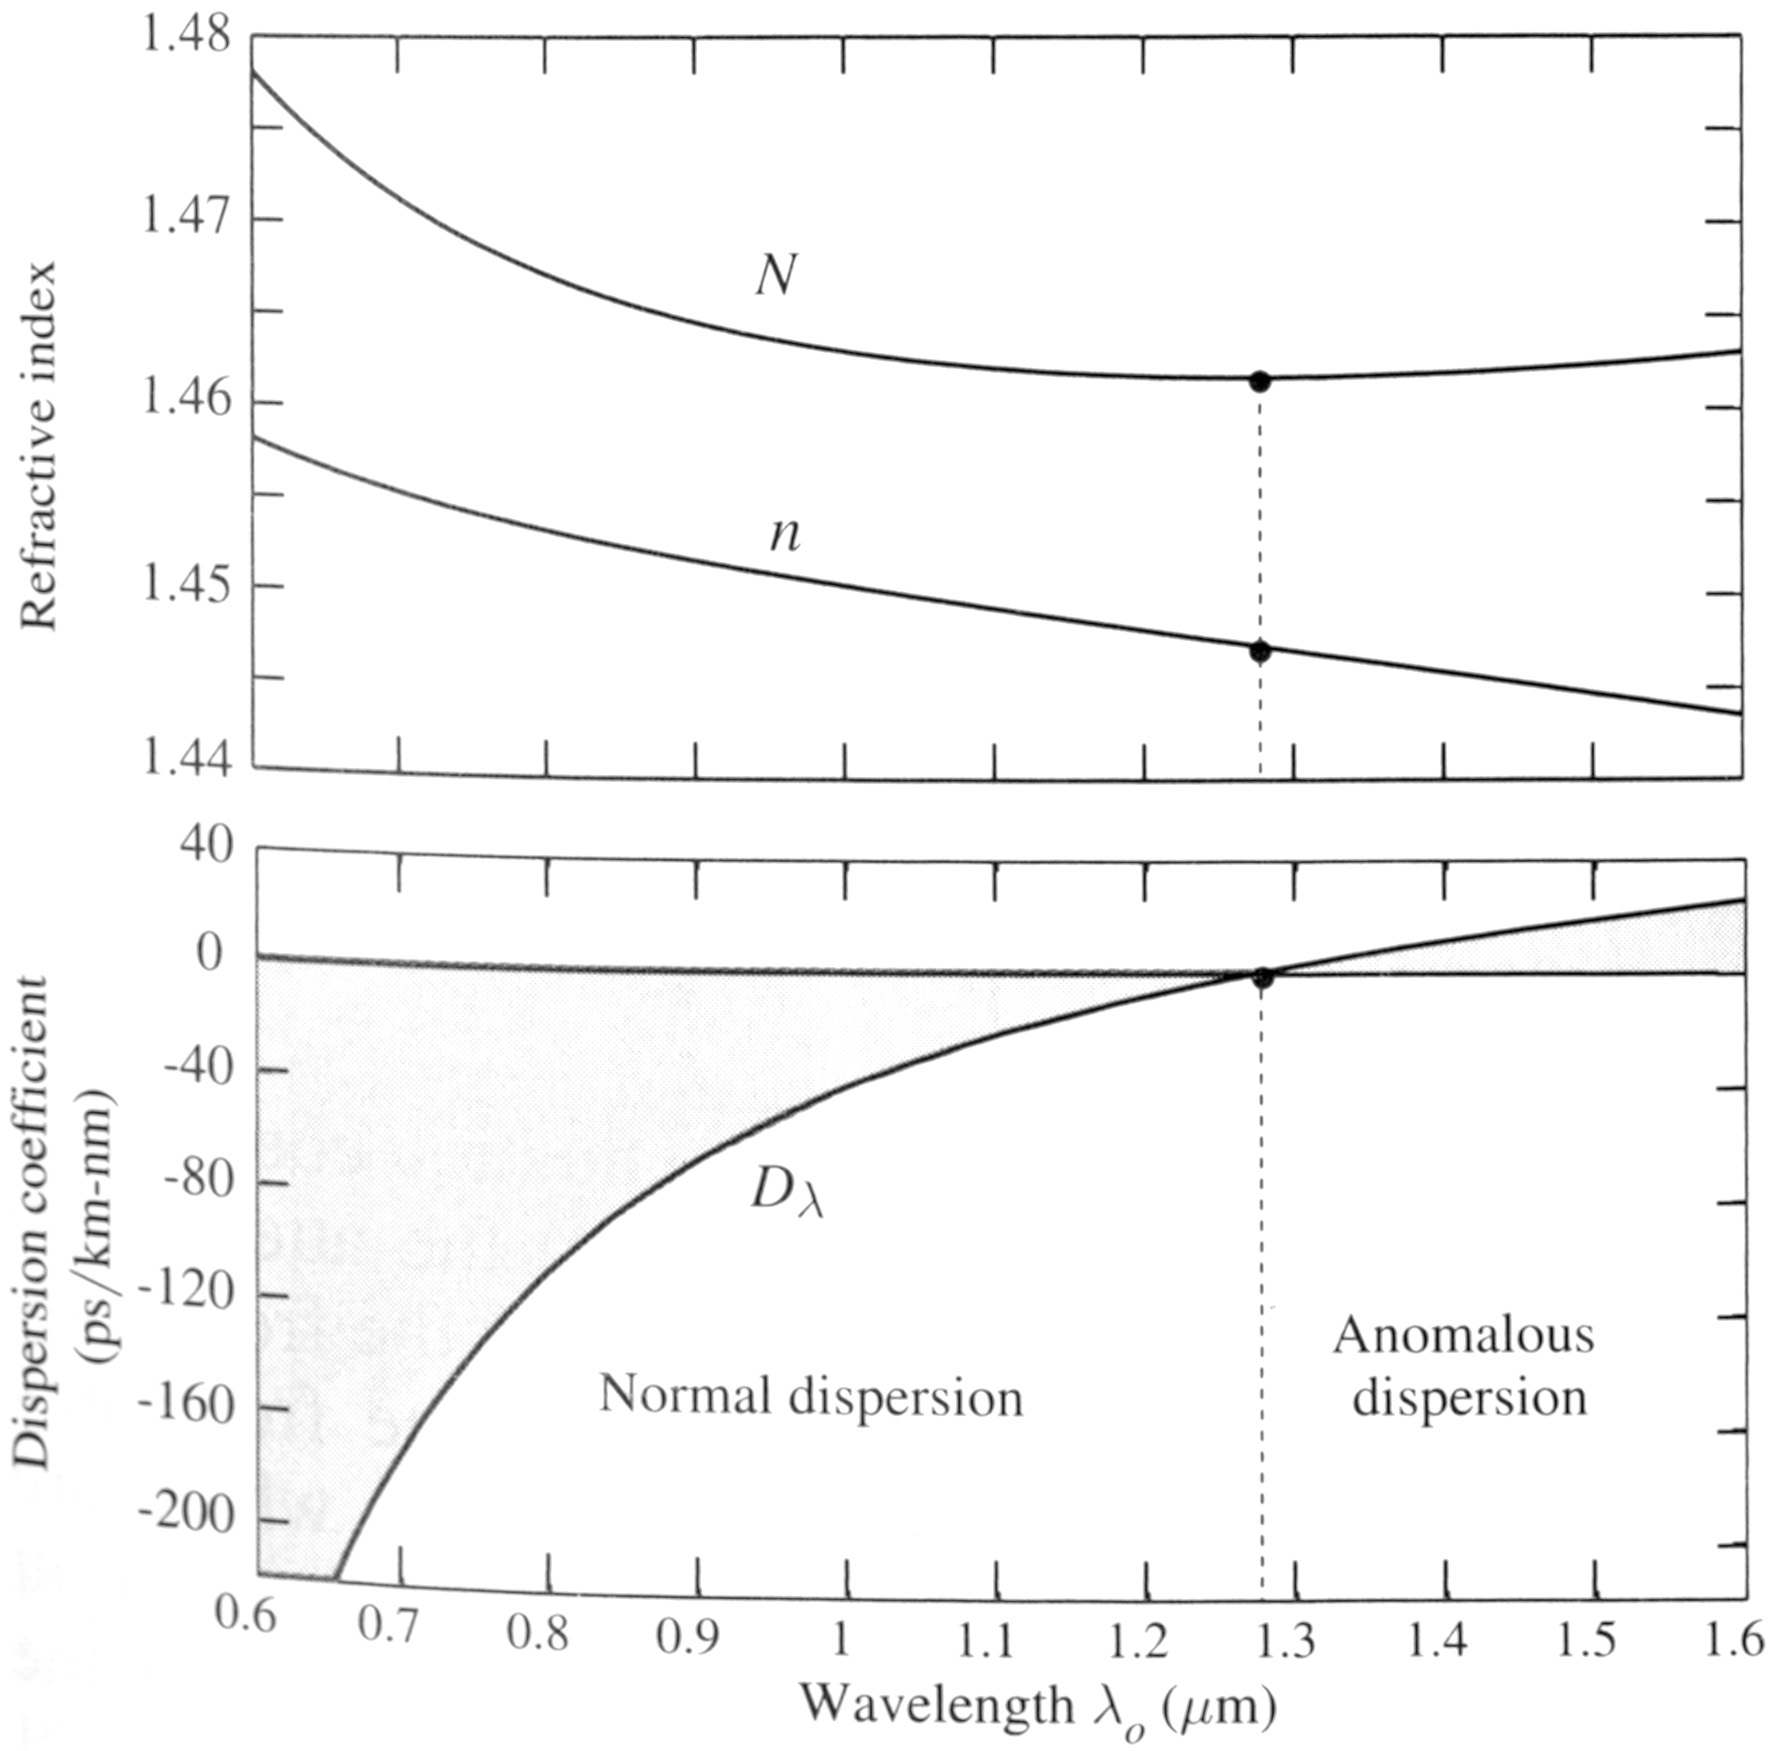 1.48
1.47
1.46
1.45
1.44
Refractive index
N
n
40
0
-40
-80
-120
-160
-200
Dispersion coefficient
(ps/km-nm)
Dλ
Normal dispersion
Anomalous
dispersion
0.6 0.7 0.8 0.9 1 1.1 1.2 1.3 1.4 1.5 1.6
Wavelength λo (μm)